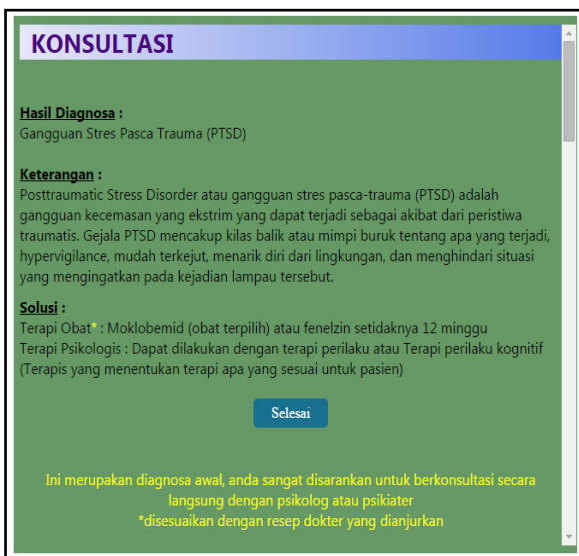 KONSULTASI
Hasil Diagnosa :
Gangguan Stres Pasca Trauma (PTSD)
Keterangan :
Posttraumatic Stress Disorder atau gangguan stres pasca-trauma (PTSD) adalah
gangguan kecemasan yang ekstrim yang dapat terjadi sebagai akibat dari peristiwa
traumatis. Gejala PTSD mencakup kilas balik atau mimpi buruk tentang apa yang terjadi,
hypervigilance, mudah terkejut, menarik diri dari lingkungan, dan menghindari situasi
yang mengingatkan pada kejadian lampau tersebut.
Solusi :
Terapi Obat* : Moklobemid (obat terpilih) atau fenelzin setidaknya 12 minggu
Terapi Psikologis : Dapat dilakukan dengan terapi perilaku atau Terapi perilaku kognitif
(Terapis yang menentukan terapi apa yang sesuai untuk pasien)
Selesai
Ini merupakan diagnosa awal, anda sangat disarankan untuk berkonsultasi secara
langsung dengan psikolog atau psikiater
*disesuaikan dengan resep dokter yang dianjurkan